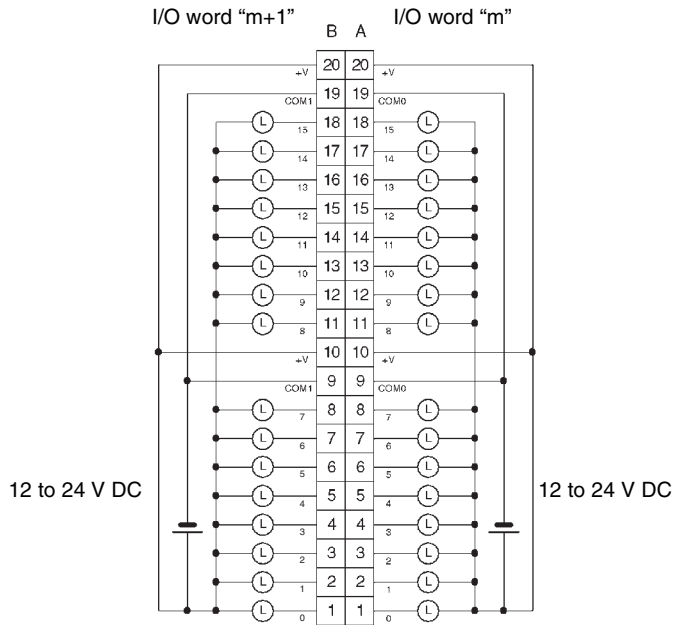 I/O word “m+1” I/O word “m”
B A
+V 20 20 +V
COM1 19 19 COM0
L 15 18 18 15 L
L 14 17 17 14 L
L 13 16 16 13 L
L 12 15 15 12 L
L 11 14 14 11 L
L 10 13 13 10 L
L 9 12 12 9 L
L 8 11 11 8 L
+V 10 10 +V
COM1 9 9 COM0
L 7 8 8 7 L
L 6 7 7 6 L
L 5 6 6 5 L
12 to 24 V DC L 4 5 5 4 L 12 to 24 V DC
L 3 4 4 3 L
L 2 3 3 2 L
L 1 2 2 1 L
L 0 1 1 0 L